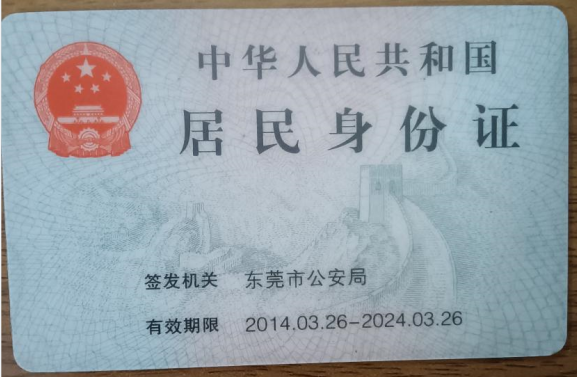 中华人民共和国
居民身份证
签发机关 东莞市公安局
有效期限 2014.03.26-2024.03.26